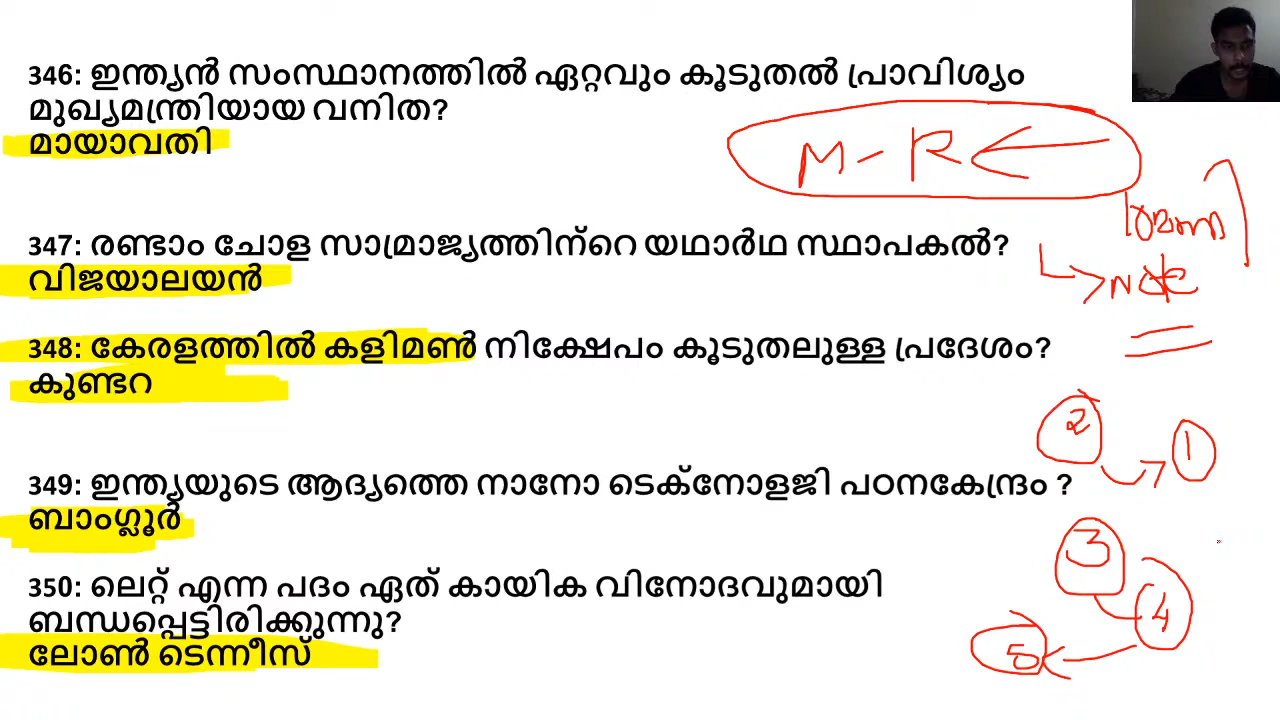 346: ഇന്ത്യൻ സംസ്ഥാനത്തിൽ ഏറ്റവും കൂടുതൽ പ്രാവിശ്യം
മുഖ്യമന്ത്രിയായ വനിത?
മായാവതി
M - R
347: രണ്ടാം ചോള സാമ്രാജ്യത്തിന്റെ യഥാർഥ സ്ഥാപകൽ?
വിജയാലയൻ
348: കേരളത്തിൽ കളിമൺ നിക്ഷേപം കൂടുതലുള്ള പ്രദേശം?
കുണ്ടറ
2
1
349: ഇന്ത്യയുടെ ആദ്യത്തെ നാനോ ടെക്നോളജി പഠനകേന്ദ്രം ?
ബാംഗ്ലൂർ
3
350: ലെറ്റ് എന്ന പദം ഏത് കായിക വിനോദവുമായി
ബന്ധപ്പെട്ടിരിക്കുന്നു?
4
ലോൺ ടെന്നീസ്
5